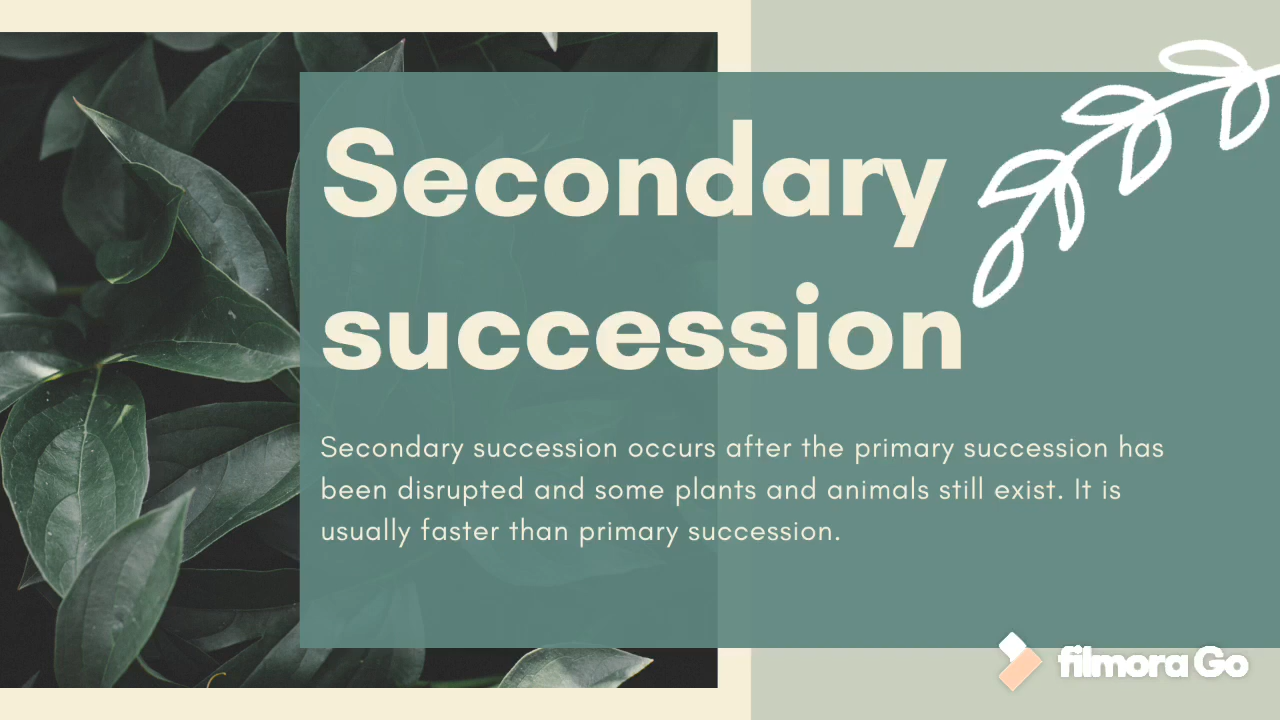 Secondary
succession
Secondary succession occurs after the primary succession has
been disrupted and some plants and animals still exist. It is
usually faster than primary succession.
filmora Go